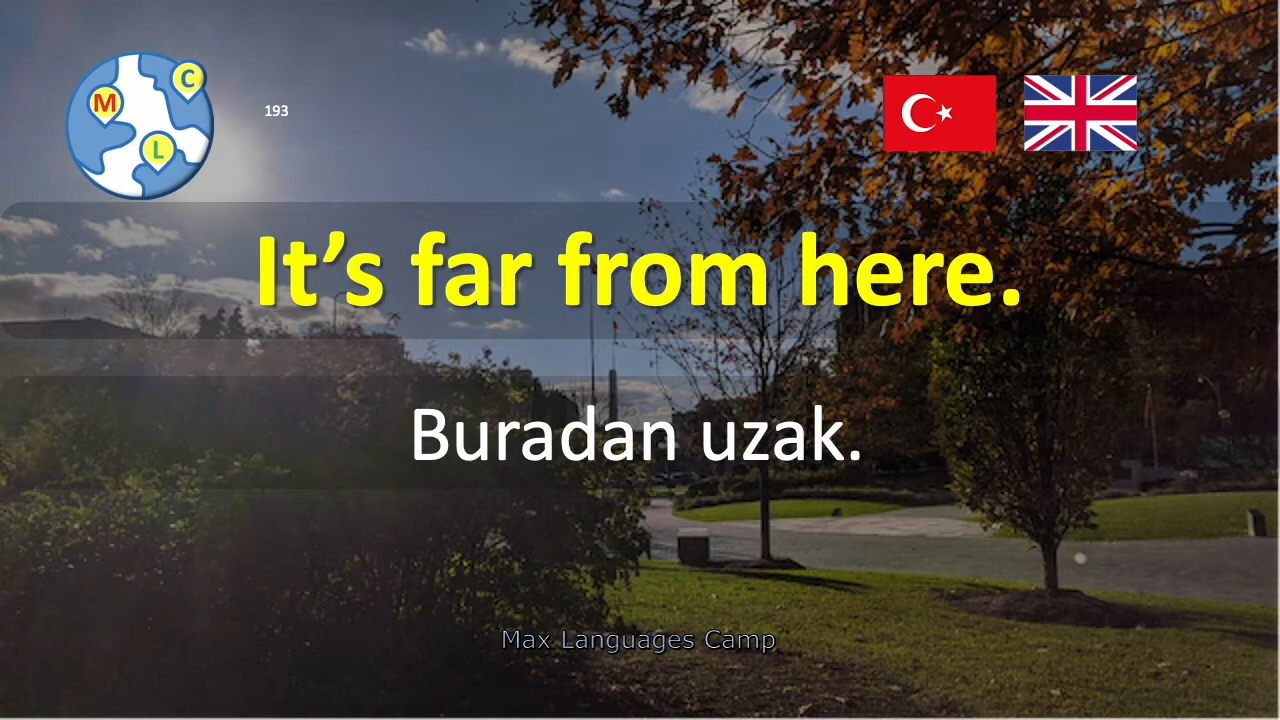 M
C
L
193
It’s far from here.
Buradan uzak.
Max Languages Camp